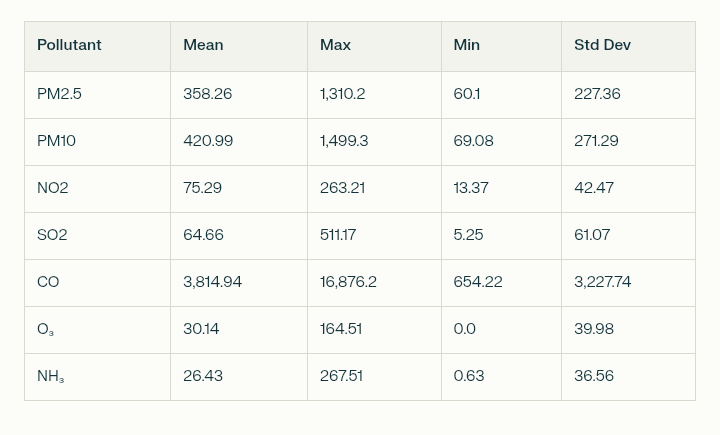 Pollutant Mean Max Min Std Dev
PM2.5 358.26 1,310.2 60.1 227.36
PM10 420.99 1,499.3 69.08 271.29
NO2 75.29 263.21 13.37 42.47
SO2 64.66 511.17 5.25 61.07
CO 3,814.94 16,876.2 654.22 3,227.74
O₃ 30.14 164.51 0.0 39.98
NH₃ 26.43 267.51 0.63 36.56